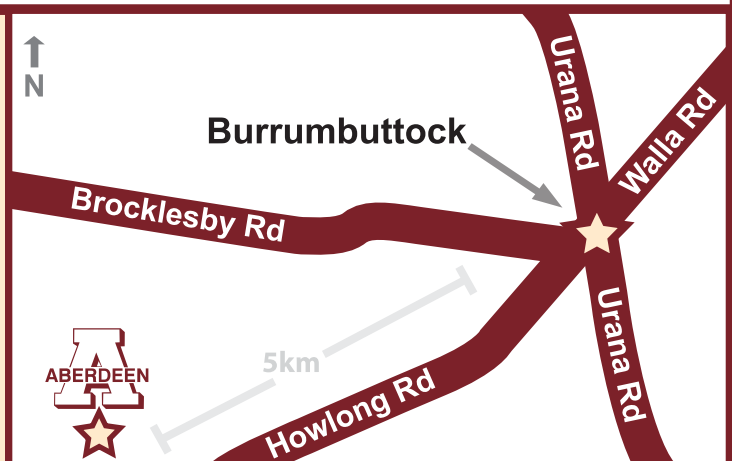 N
Burrumbuttock
Urana Rd
Walla Rd
Brocklesby Rd
5km
Urana Rd
Howlong Rd
A
ABERDEEN